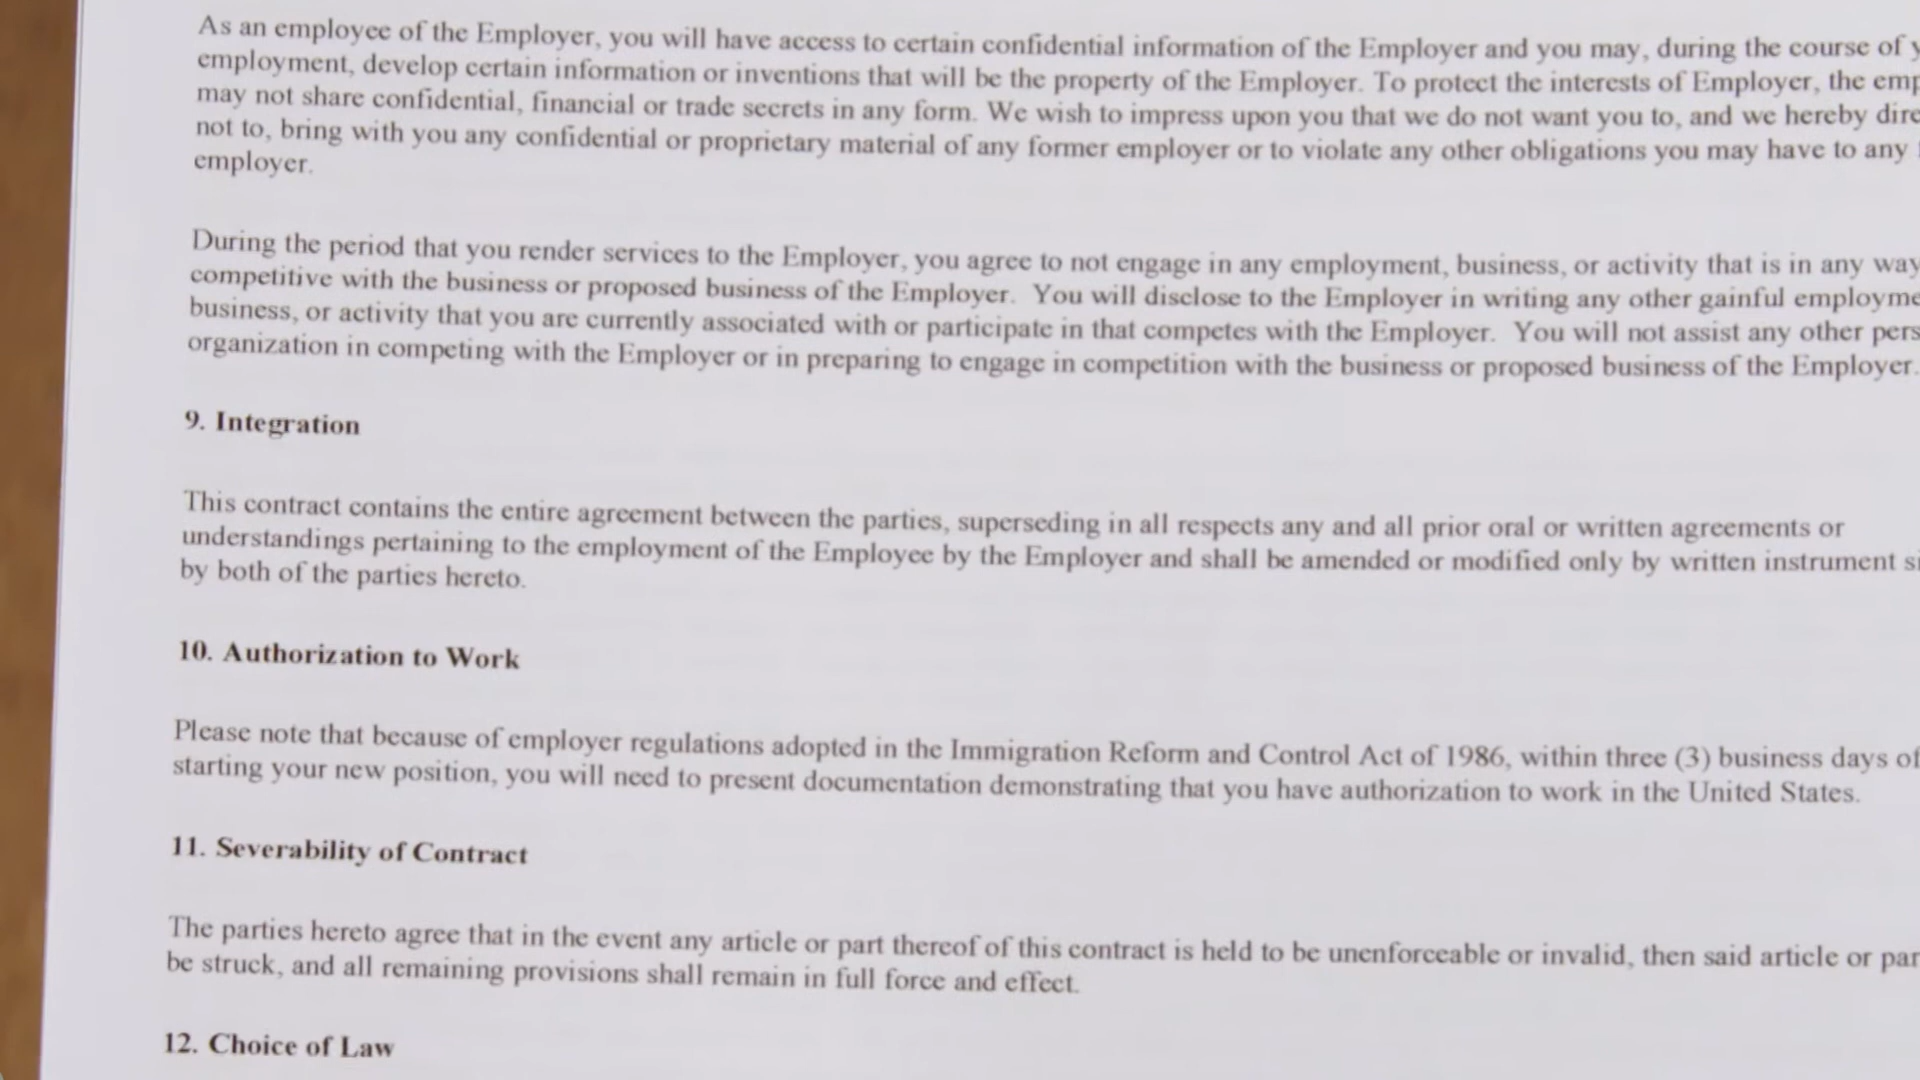 As an employee of the Employer, you will have access to certain confidential information of the Employer and you may, during the course of
employment, develop certain information or inventions that will be the property of the Employer. To protect the interests of Employer, the
may not share confidential, financial or trade secrets in any form. We wish to impress upon you that we do not want you to, and we hereby
not to, bring with you any confidential or proprietary material of any former employer or to violate any other obligations you may have to any
employer.
During the period that you render services to the Employer, you agree to not engage in any employment, business, or activity that is in any way
competitive with the business or proposed business of the Employer. You will disclose to the Employer in writing any other gainful
business, or activity that you are currently associated with or participate in that competes with the Employer. You will not assist any other
organization in competing with the Employer or in preparing to engage in competition with the business or proposed business of the Employer.
9. Integration
This contract contains the entire agreement between the parties, superseding in all respects any and all prior oral or written agreements or
understandings pertaining to the employment of the Employee by the Employer and shall be amended or modified only by written instrument
by both of the parties hereto.
10. Authorization to Work
Please note that because of employer regulations adopted in the Immigration Reform and Control Act of 1986, within three (3) business days of
starting your new position, you will need to present documentation demonstrating that you have authorization to work in the United States.
11. Severability of Contract
The parties hereto agree that in the event any article or part thereof of this contract is held to be unenforceable or invalid, then said article or
be struck, and all remaining provisions shall remain in full force and effect.
12. Choice of Law